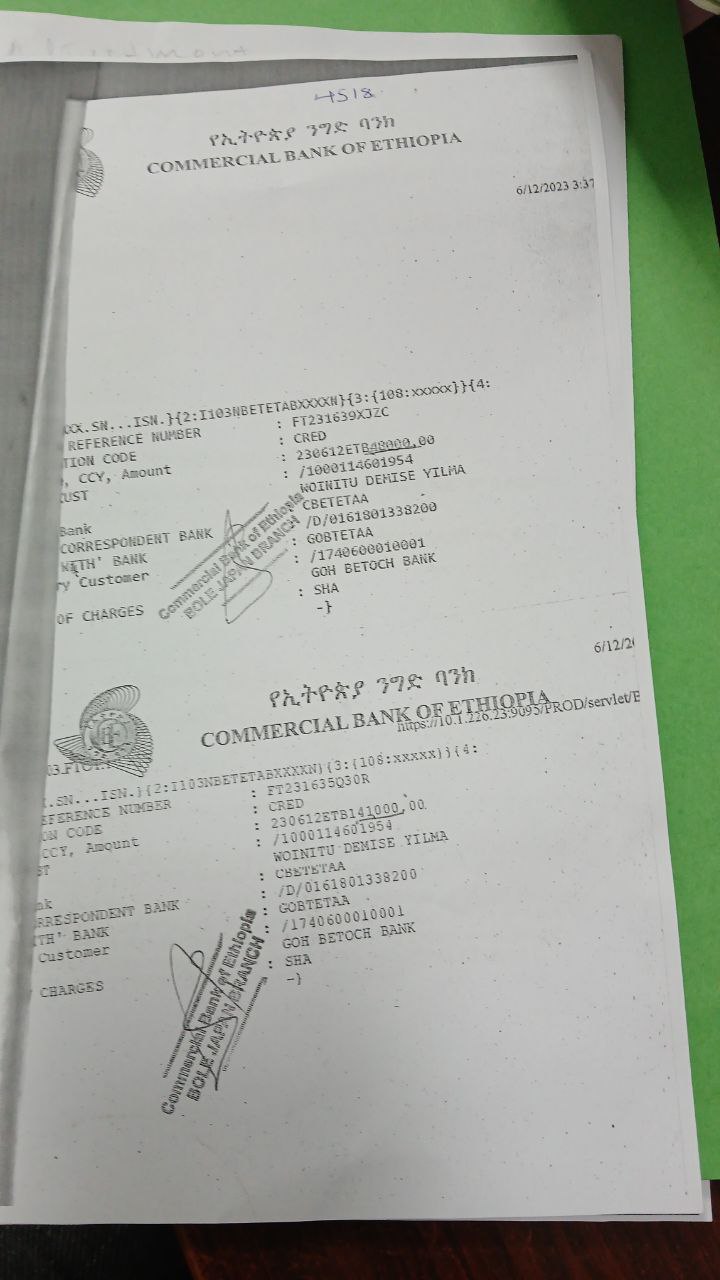 4518
የኢትዮጵያ ንግድ ባንክ
COMMERCIAL BANK OF ETHIOPIA
6/12/2023 3:37
XX.SN...ISN.}{2:I103NBETETABXXXXN}{3:{108:xxxxx}}{4:
REFERENCE NUMBER : FT231639XJZC
TION CODE : CRED
, CCY, Amount : 230612ETB48000,00
CUST : /1000114601954
WOINITU DEMISE YILMA
Bank : CBETETAA
CORRESPONDENT BANK : /D/0161801338200
WITH' BANK : GOBTETAA
ry Customer : /1740600010001
GOH BETOCH BANK
OF CHARGES : SHA
-}
Commercial Bank of Ethiopia
BOLE JAPAN BRANCH
6/12/20
የኢትዮጵያ ንግድ ባንክ
COMMERCIAL BANK OF ETHIOPIA
https://10.1.226.23:9095/PROD/servlet/B
.SN...ISN.}{2:I103NBETETABXXXXN}{3:{108:xxxxx}}{4:
EFERENCE NUMBER : FT231635Q30R
ON CODE : CRED
CCY, Amount : 230612ETB141000,00
ST : /1000114601954
WOINITU DEMISE YILMA
ank : CBETETAA
RRESPONDENT BANK : /D/0161801338200
ITH' BANK : GOBTETAA
Customer : /1740600010001
GOH BETOCH BANK
CHARGES : SHA
-}
Commercial Bank of Ethiopia
BOLE JAPAN BRANCH